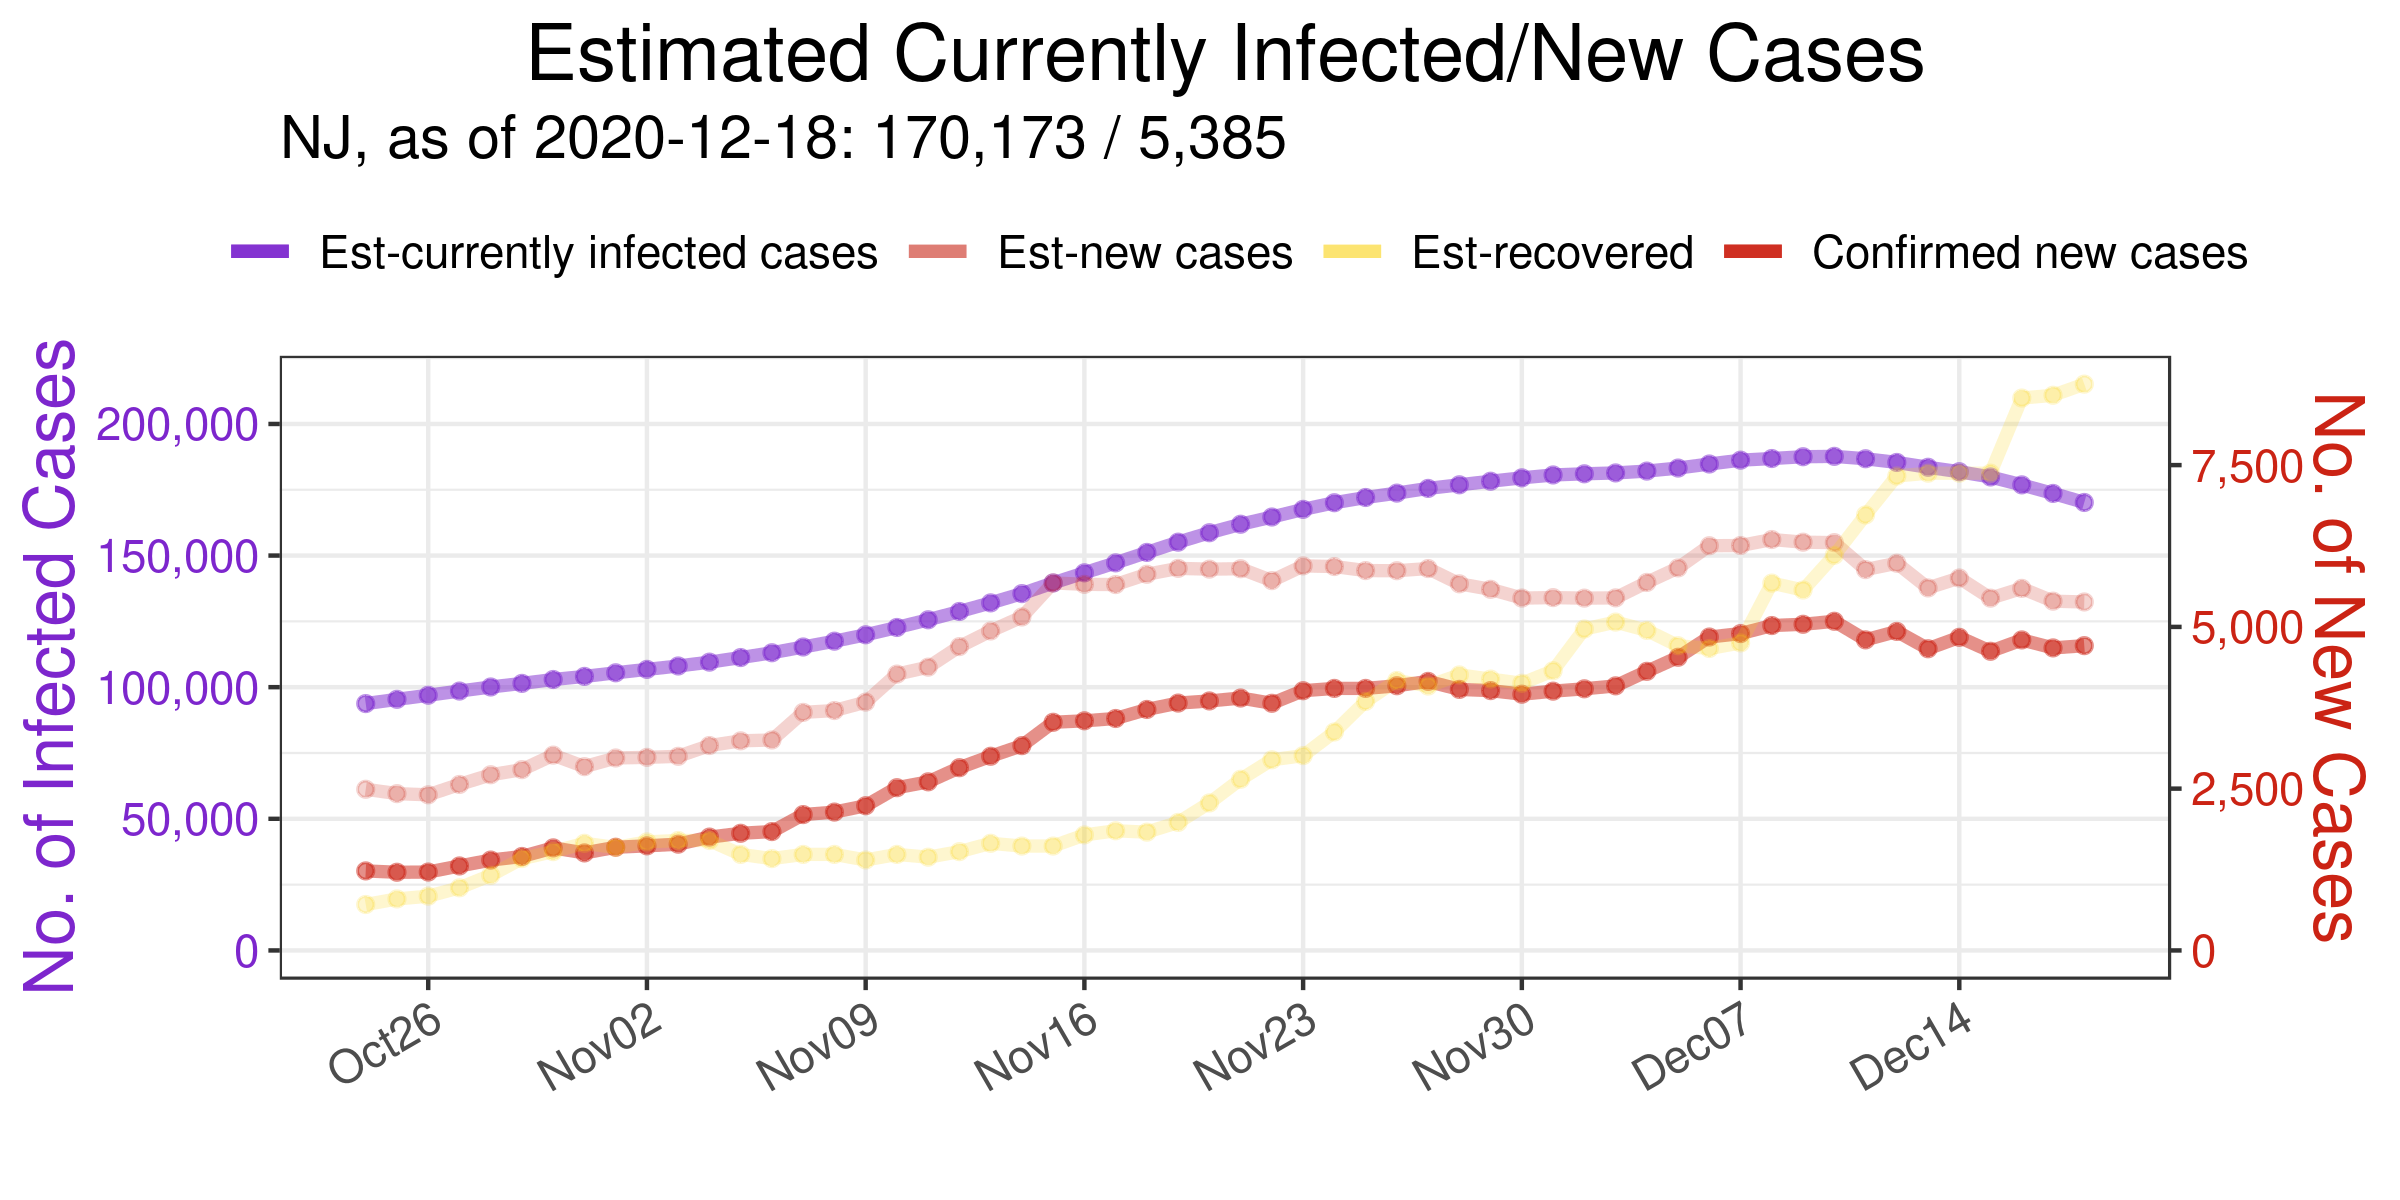 Estimated Currently Infected/New Cases
NJ, as of 2020-12-18: 170,173 / 5,385
Est-currently infected cases Est-new cases Est-recovered Confirmed new cases
No. of Infected Cases
200,000
150,000
100,000
50,000
0
7,500
5,000
2,500
0
No. of New Cases
Oct26 Nov02 Nov09 Nov16 Nov23 Nov30 Dec07 Dec14